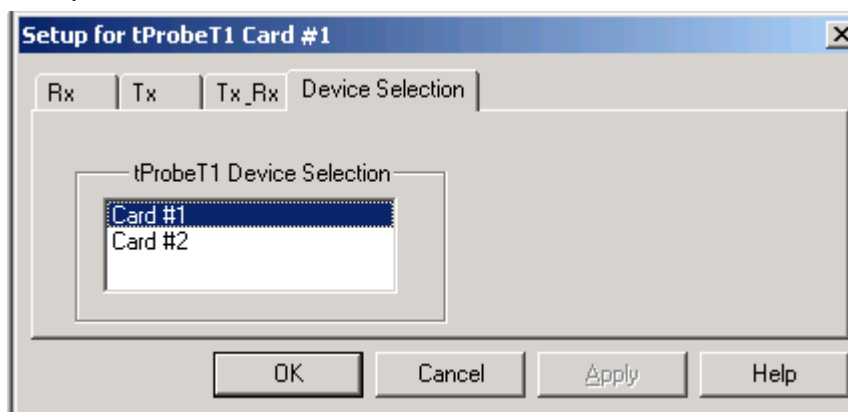 Setup for tProbeT1 Card #1
Rx Tx Tx_Rx Device Selection
tProbeT1 Device Selection
Card #1
Card #2
OK Cancel Apply Help